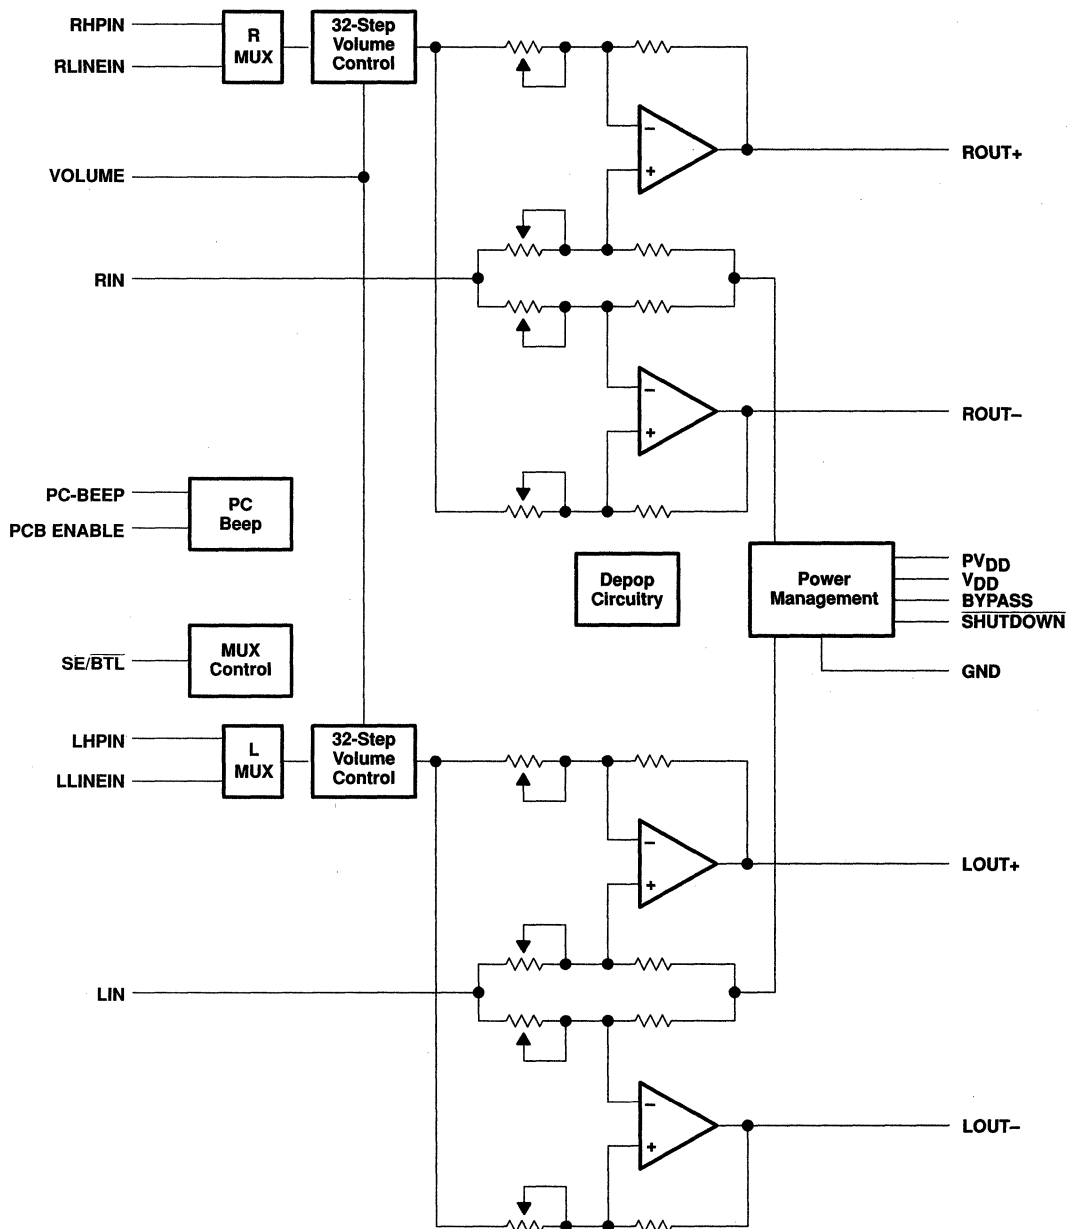 RHPIN
RLINEIN
R
MUX
32-Step
Volume
Control
−
+
ROUT+
VOLUME
RIN
−
+
ROUT–
PC-BEEP
PCB ENABLE
PC
Beep
Depop
Circuitry
Power
Management
PVDD
VDD
BYPASS
SHUTDOWN
GND
SE/BTL
MUX
Control
LHPIN
LLINEIN
L
MUX
32-Step
Volume
Control
−
+
LOUT+
LIN
−
+
LOUT–